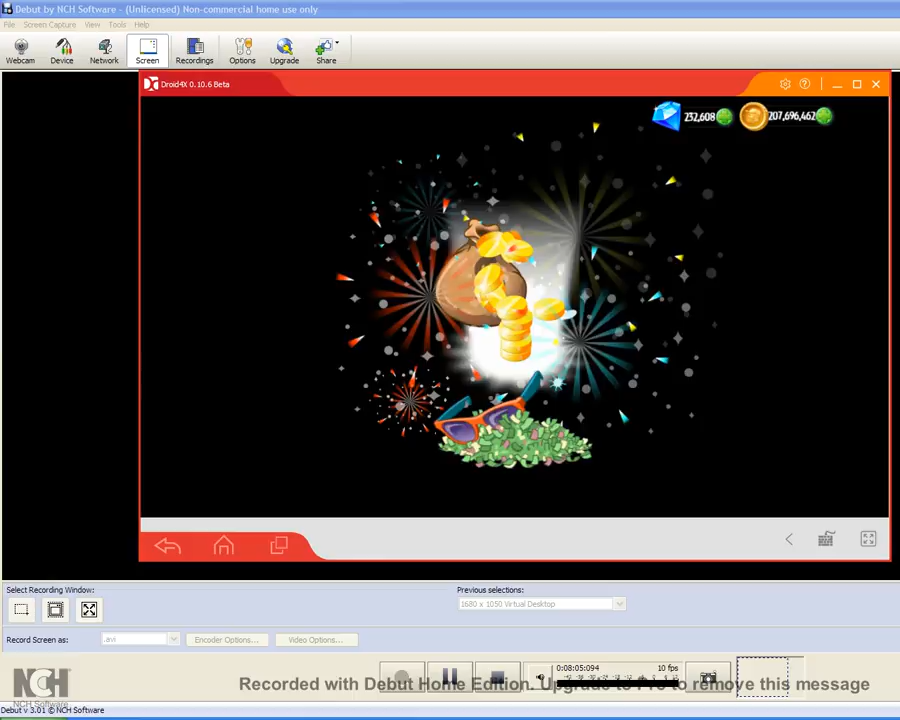 Debut by NCH Software - (Unlicensed) Non-commercial home use only
File Screen Capture View Tools Help
Webcam Device Network Screen Recordings Options Upgrade Share
Droid4X 0.10.6 Beta
232,608 207,696,462
Select Recording Window:
Previous selections:
1680 x 1050 Virtual Desktop
Record Screen as: .avi Encoder Options... Video Options...
0:08:05:094 10 fps
NCH
NCH Software
Recorded with Debut Home Edition. Upgrade to Pro to remove this message
Debut v 3.01 © NCH Software